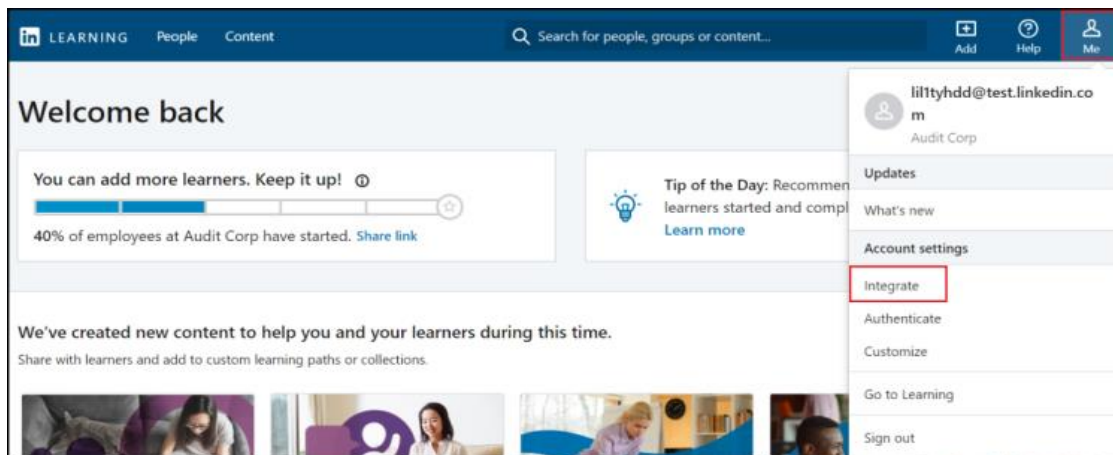 in LEARNING People Content Search for people, groups or content... Add Help Me
lil1tyhdd@test.linkedin.co
m
Audit Corp
Welcome back
You can add more learners. Keep it up!
40% of employees at Audit Corp have started. Share link
Tip of the Day: Recommen
learners started and compl
Learn more
Updates
What's new
Account settings
Integrate
Authenticate
Customize
Go to Learning
Sign out
We've created new content to help you and your learners during this time.
Share with learners and add to custom learning paths or collections.